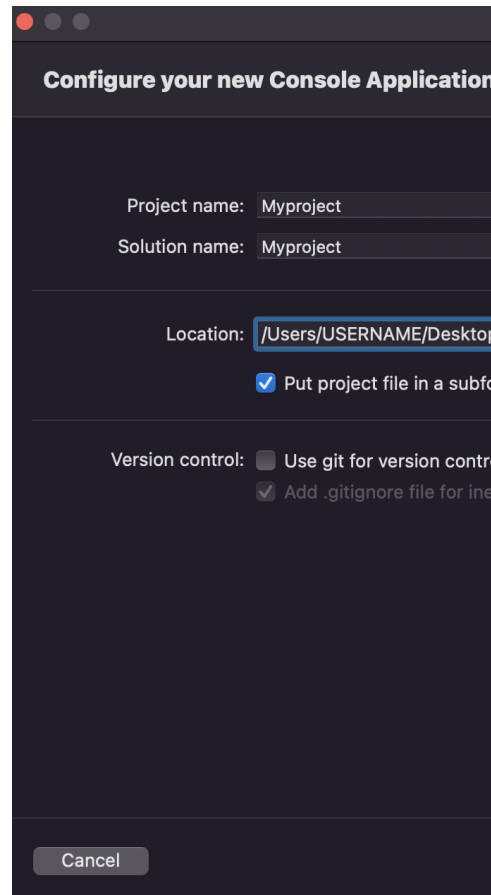 Configure your new Console Application
Project name: Myproject
Solution name: Myproject
Location: /Users/USERNAME/Desktop
Put project file in a subfo
Version control: Use git for version contr
Add .gitignore file for ine
Cancel